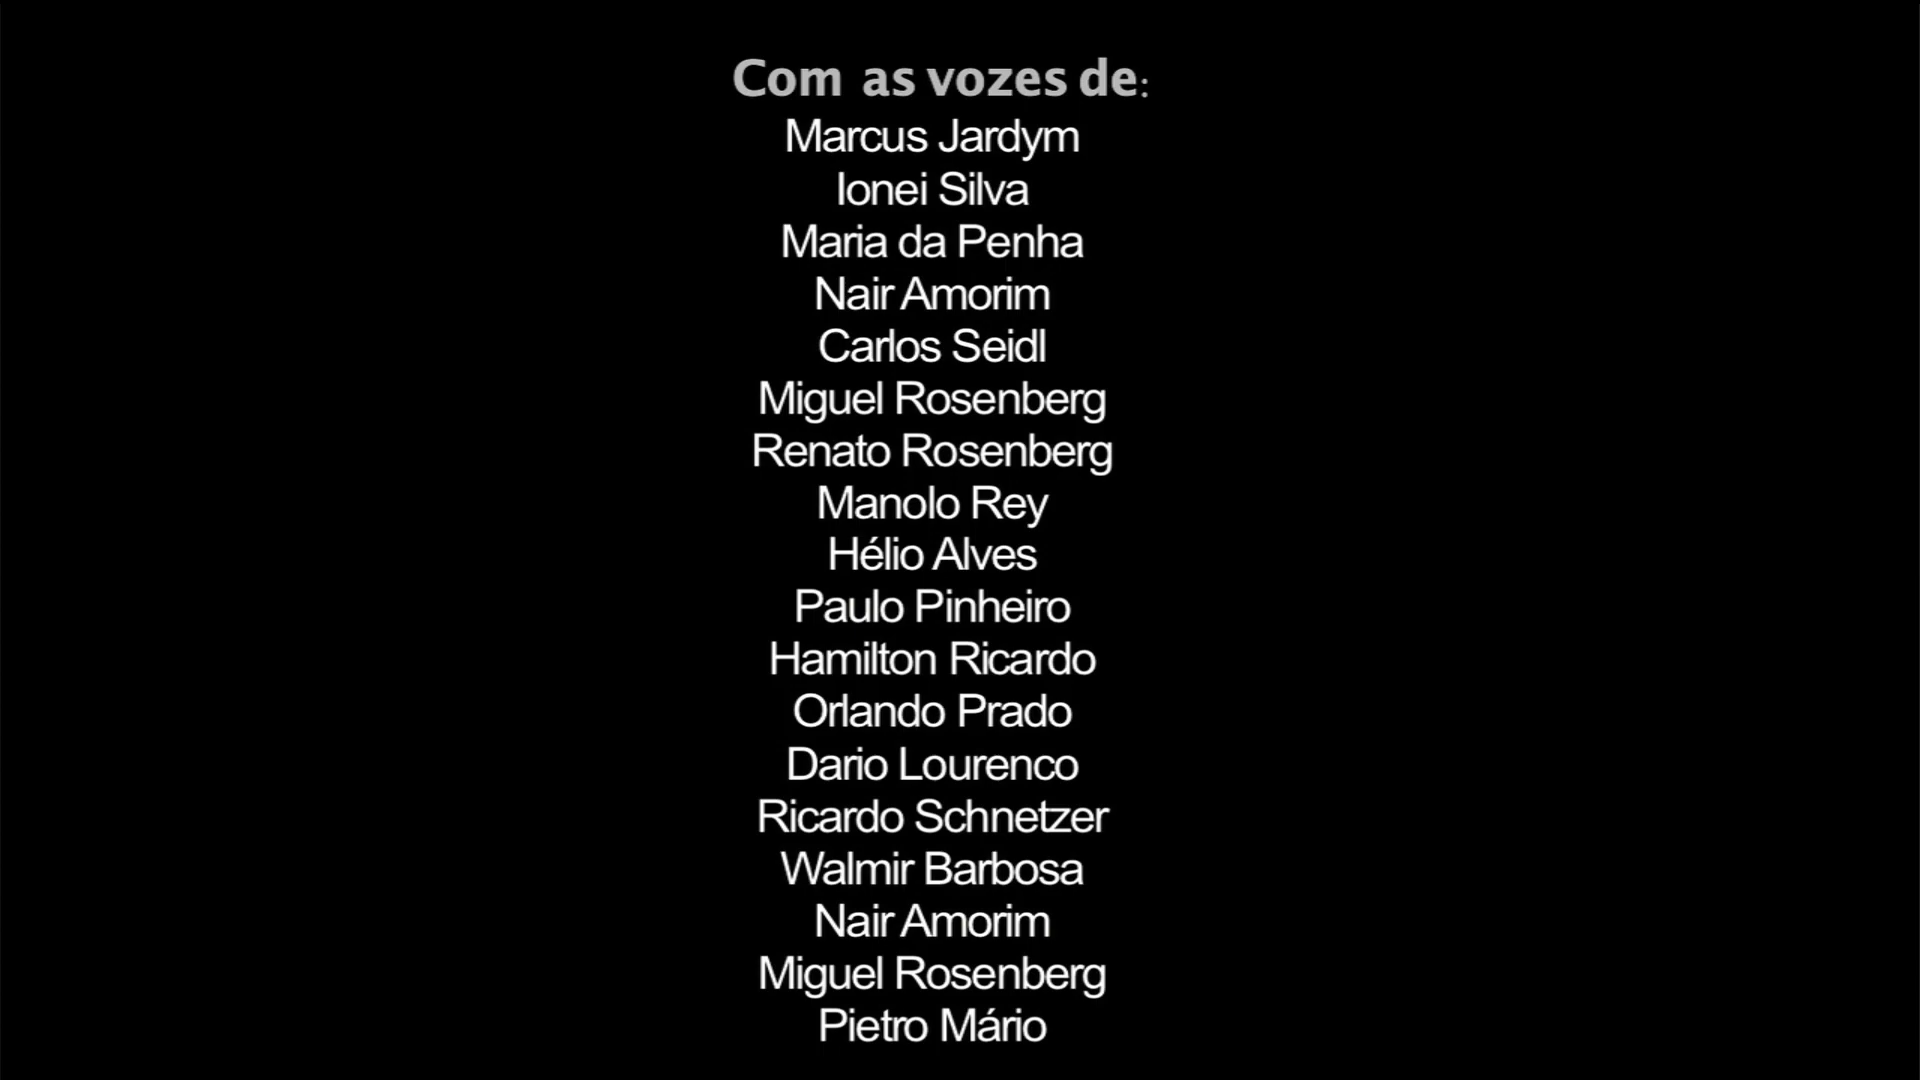 Com as vozes de:
Marcus Jardym
Ionei Silva
Maria da Penha
Nair Amorim
Carlos Seidl
Miguel Rosenberg
Renato Rosenberg
Manolo Rey
Hélio Alves
Paulo Pinheiro
Hamilton Ricardo
Orlando Prado
Dario Lourenco
Ricardo Schnetzer
Walmir Barbosa
Nair Amorim
Miguel Rosenberg
Pietro Mário